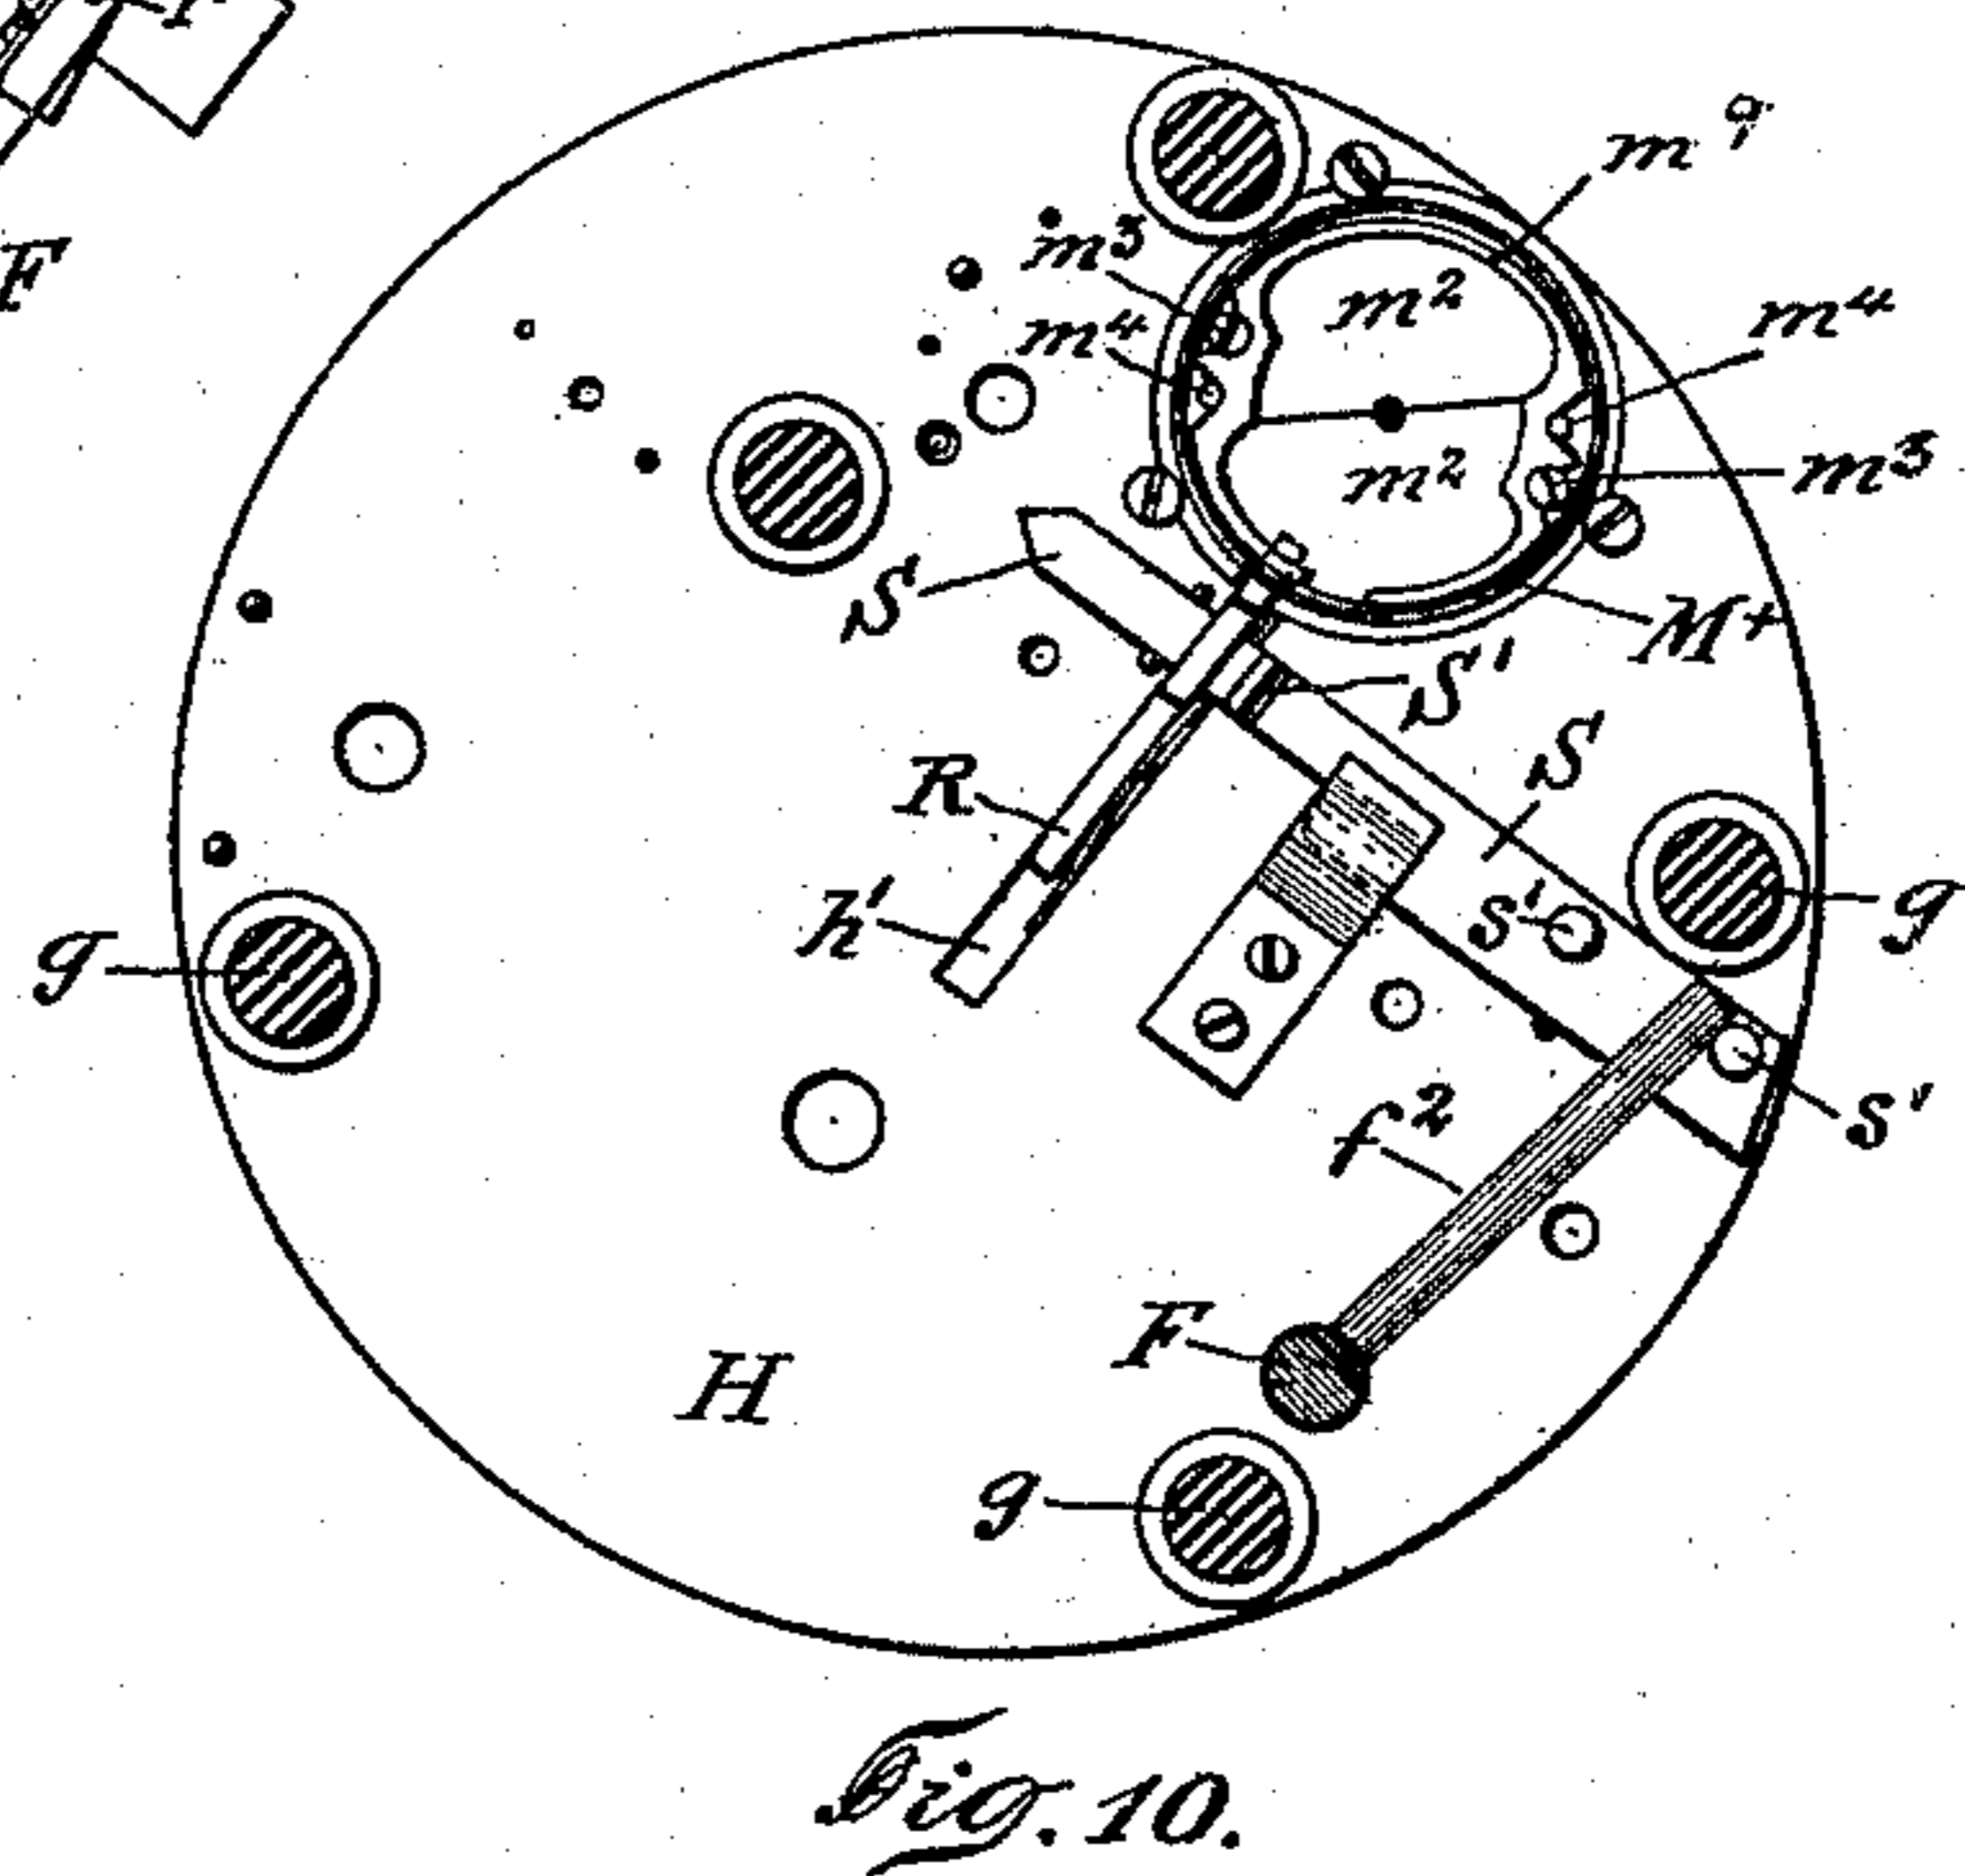 F
m⁹
m³
m²
m⁴
m⁴
m²
m³
S
M⁺
S'
S
R
s'
h'
g
g
s'
f²
F
H
g
Fig. 10.